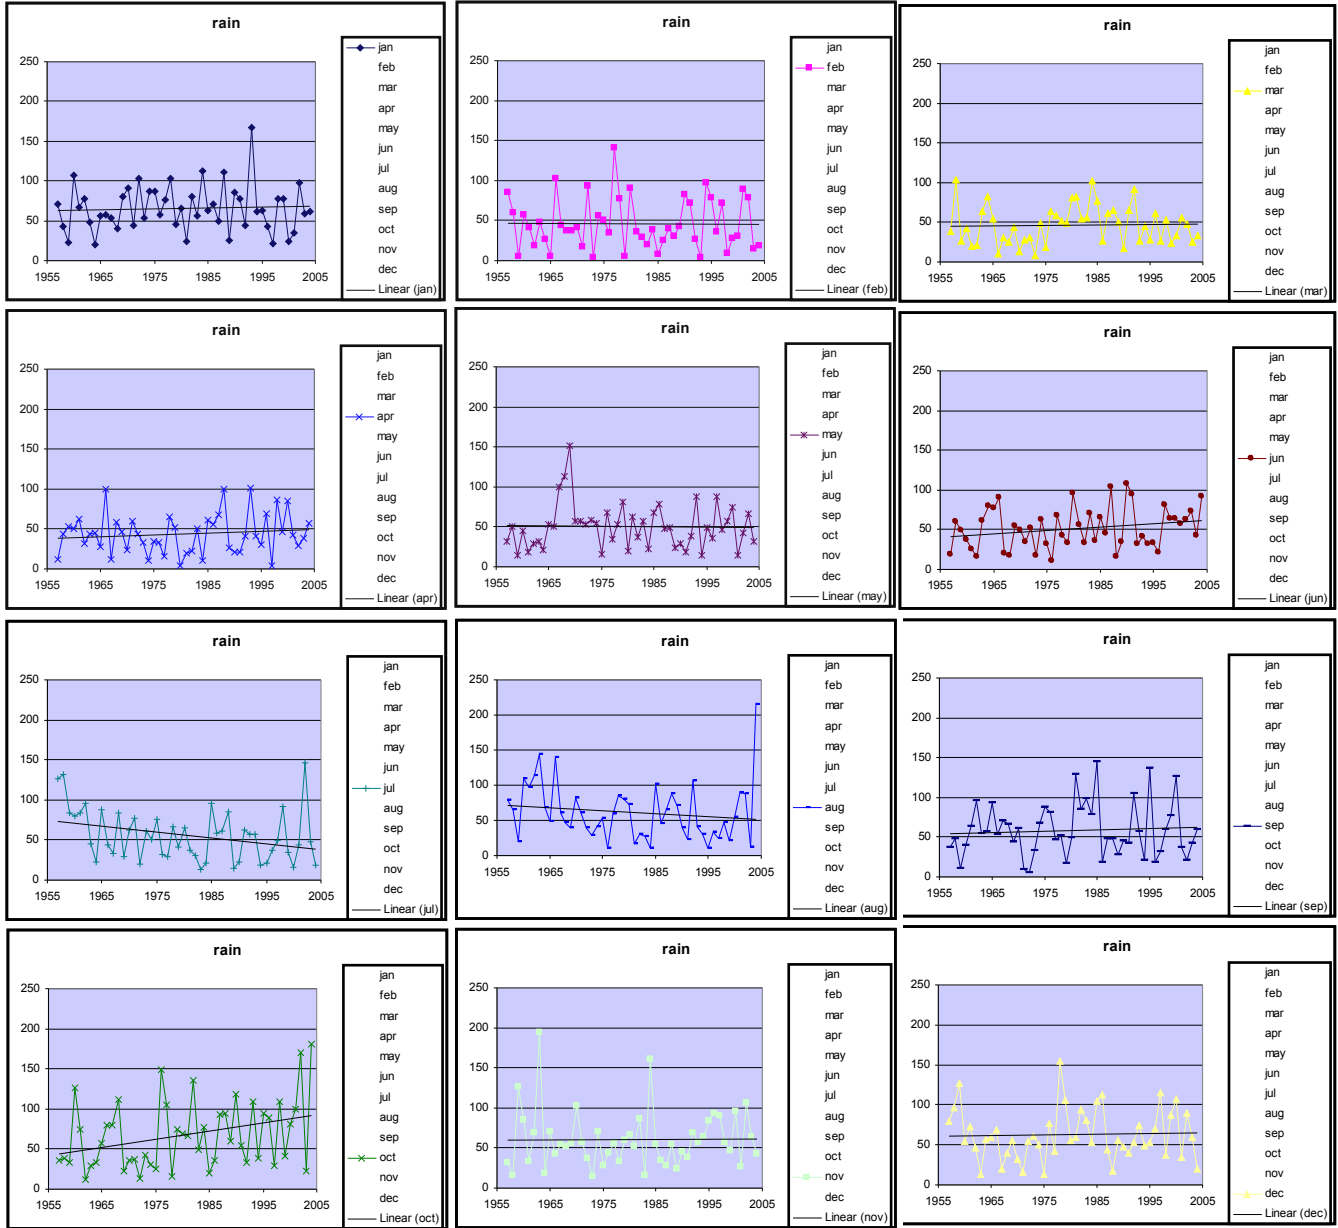 rain
250
200
150
100
50
0
1955 1965 1975 1985 1995 2005
jan
feb
mar
apr
may
jun
jul
aug
sep
oct
nov
dec
Linear (jan)
rain
250
200
150
100
50
0
1955 1965 1975 1985 1995 2005
jan
feb
mar
apr
may
jun
jul
aug
sep
oct
nov
dec
Linear (feb)
rain
250
200
150
100
50
0
1955 1965 1975 1985 1995 2005
jan
feb
mar
apr
may
jun
jul
aug
sep
oct
nov
dec
Linear (mar)
rain
250
200
150
100
50
0
1955 1965 1975 1985 1995 2005
jan
feb
mar
apr
may
jun
jul
aug
sep
oct
nov
dec
Linear (apr)
rain
250
200
150
100
50
0
1955 1965 1975 1985 1995 2005
jan
feb
mar
apr
may
jun
jul
aug
sep
oct
nov
dec
Linear (may)
rain
250
200
150
100
50
0
1955 1965 1975 1985 1995 2005
jan
feb
mar
apr
may
jun
jul
aug
sep
oct
nov
dec
Linear (jun)
rain
250
200
150
100
50
0
1955 1965 1975 1985 1995 2005
jan
feb
mar
apr
may
jun
jul
aug
sep
oct
nov
dec
Linear (jul)
rain
250
200
150
100
50
0
1955 1965 1975 1985 1995 2005
jan
feb
mar
apr
may
jun
jul
aug
sep
oct
nov
dec
Linear (aug)
rain
250
200
150
100
50
0
1955 1965 1975 1985 1995 2005
jan
feb
mar
apr
may
jun
jul
aug
sep
oct
nov
dec
Linear (sep)
rain
250
200
150
100
50
0
1955 1965 1975 1985 1995 2005
jan
feb
mar
apr
may
jun
jul
aug
sep
oct
nov
dec
Linear (oct)
rain
250
200
150
100
50
0
1955 1965 1975 1985 1995 2005
jan
feb
mar
apr
may
jun
jul
aug
sep
oct
nov
dec
Linear (nov)
rain
250
200
150
100
50
0
1955 1965 1975 1985 1995 2005
jan
feb
mar
apr
may
jun
jul
aug
sep
oct
nov
dec
Linear (dec)